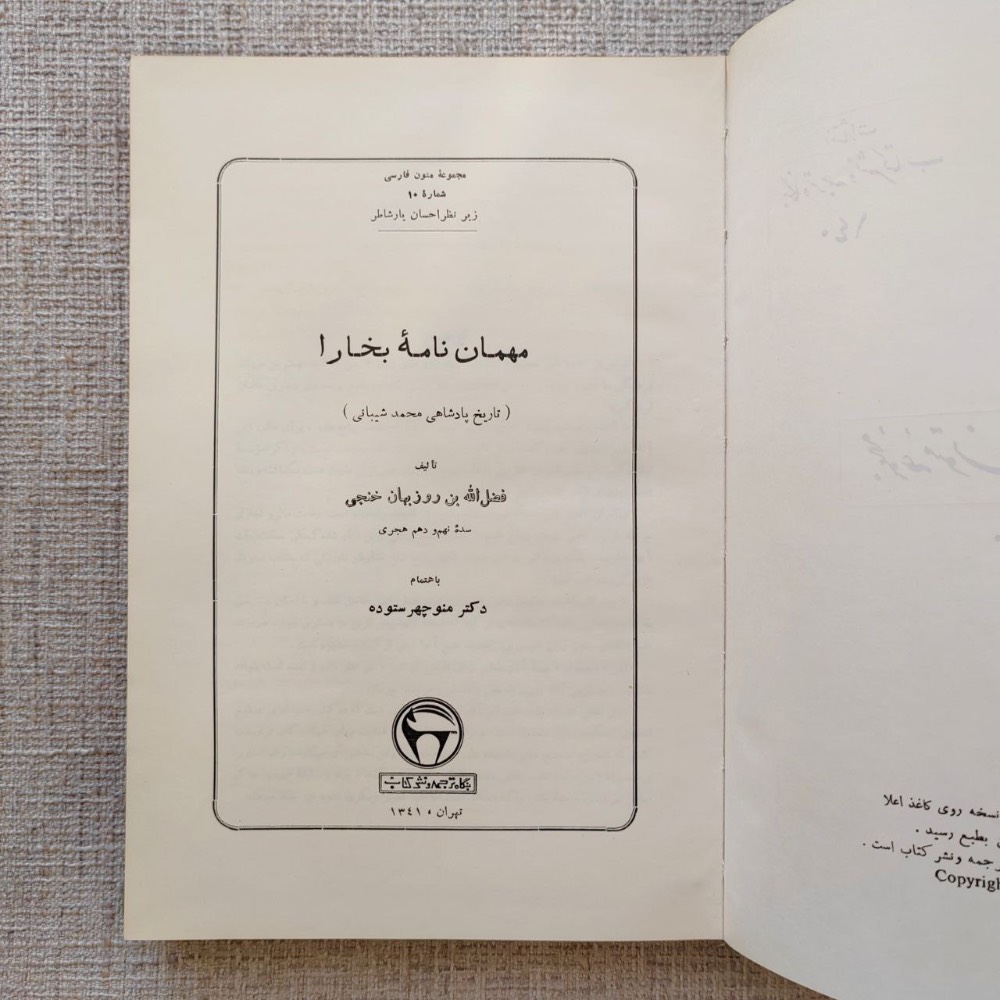 مجموعهٔ متون فارسی
شمارهٔ ۱۰
زیر نظر احسان یارشاطر
مهمان نامهٔ بخارا
( تاریخ پادشاهی محمد شیبانی )
تألیف
فضل‌الله بن روزبهان خنجی
سدهٔ نهم و دهم هجری
باهتمام
دکتر منوچهر ستوده
بنگاه ترجمه و نشر کتاب
تهران ، ۱۳۴۱
نسخه روی کاغذ اعلا
بطبع رسید .
جمه ونشر کتاب است .
Copyrigh